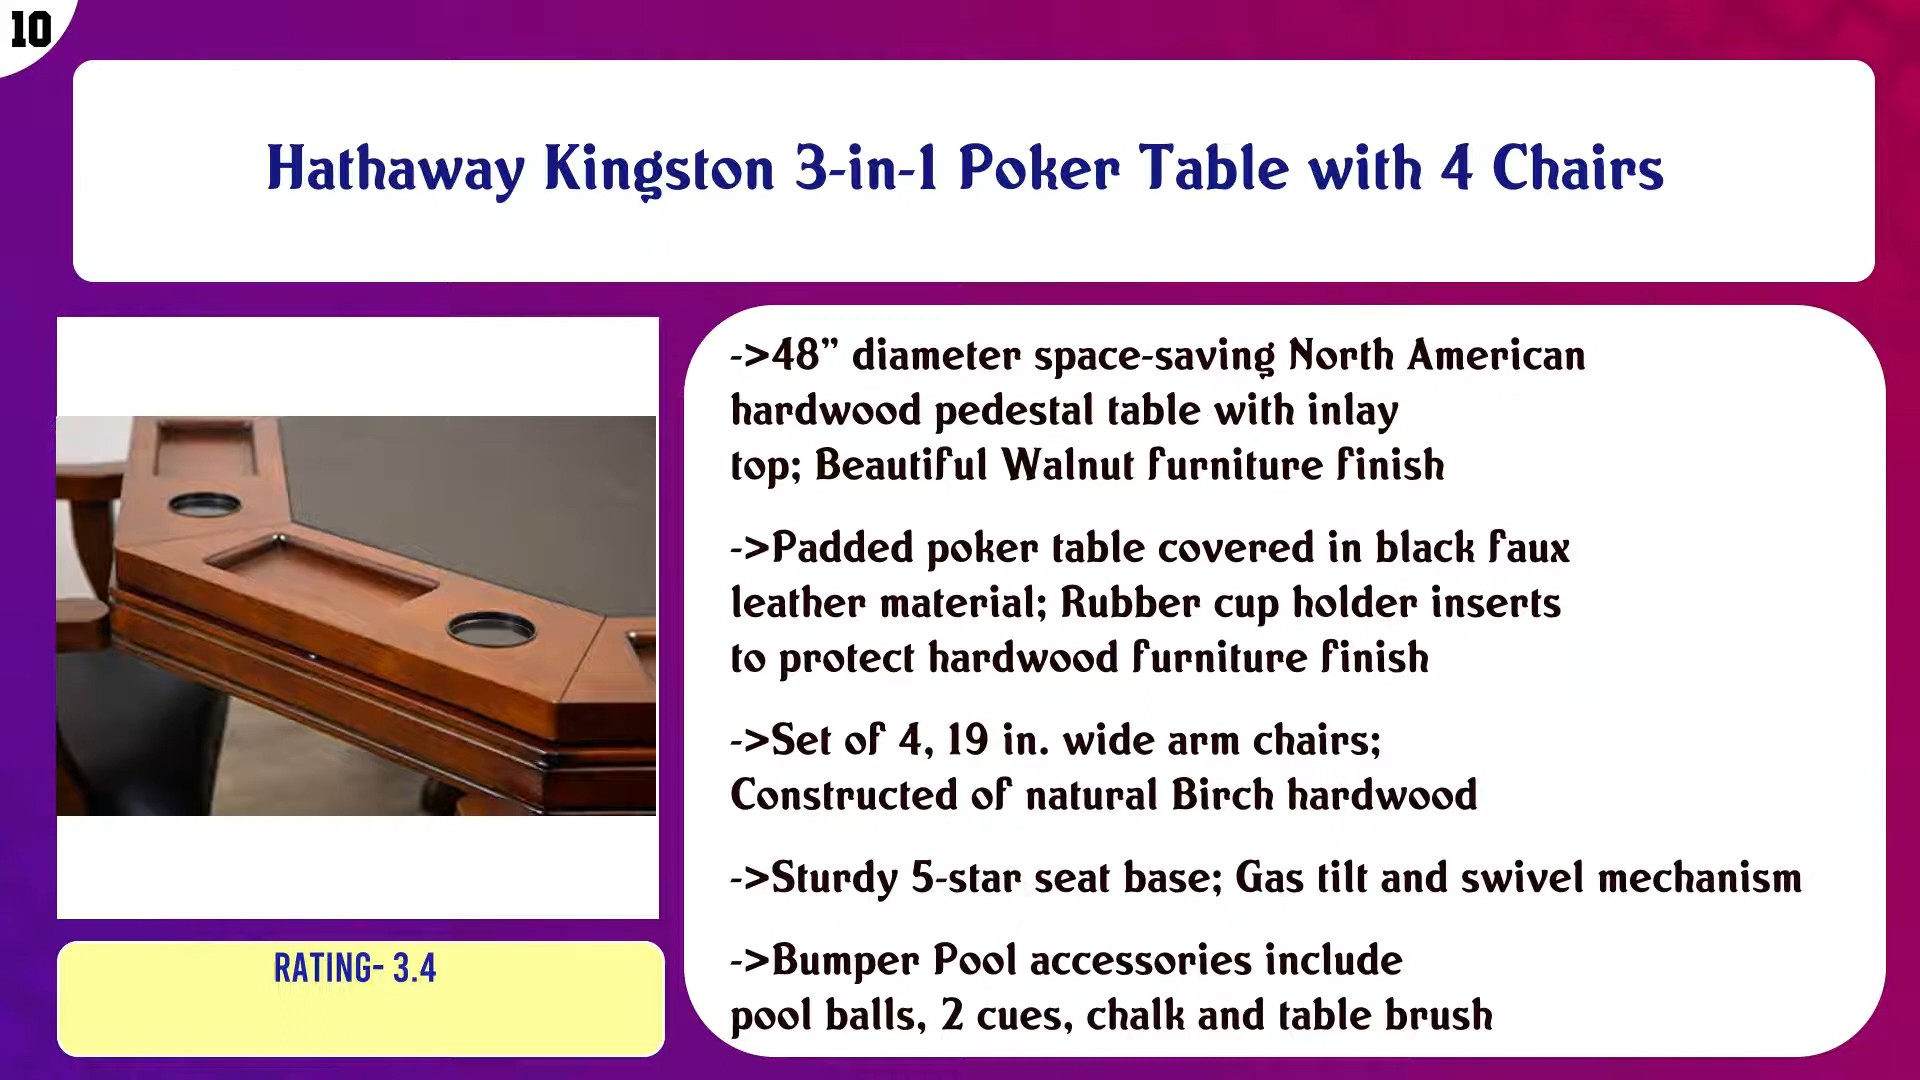 10
Hathaway Kingston 3-in-1 Poker Table with 4 Chairs
->48” diameter space-saving North American
hardwood pedestal table with inlay
top; Beautiful Walnut furniture finish
->Padded poker table covered in black faux
leather material; Rubber cup holder inserts
to protect hardwood furniture finish
->Set of 4, 19 in. wide arm chairs;
Constructed of natural Birch hardwood
->Sturdy 5-star seat base; Gas tilt and swivel mechanism
->Bumper Pool accessories include
pool balls, 2 cues, chalk and table brush
RATING- 3.4